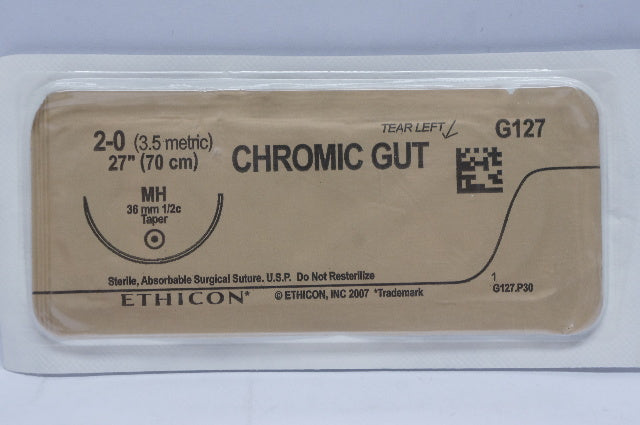 TEAR LEFT
G127
2-0 (3.5 metric)
27" (70 cm)
CHROMIC GUT
MH
36 mm 1/2c
Taper
Sterile, Absorbable Surgical Suture. U.S.P. Do Not Resterilize
ETHICON* © ETHICON, INC 2007 *Trademark
1
G127.P30